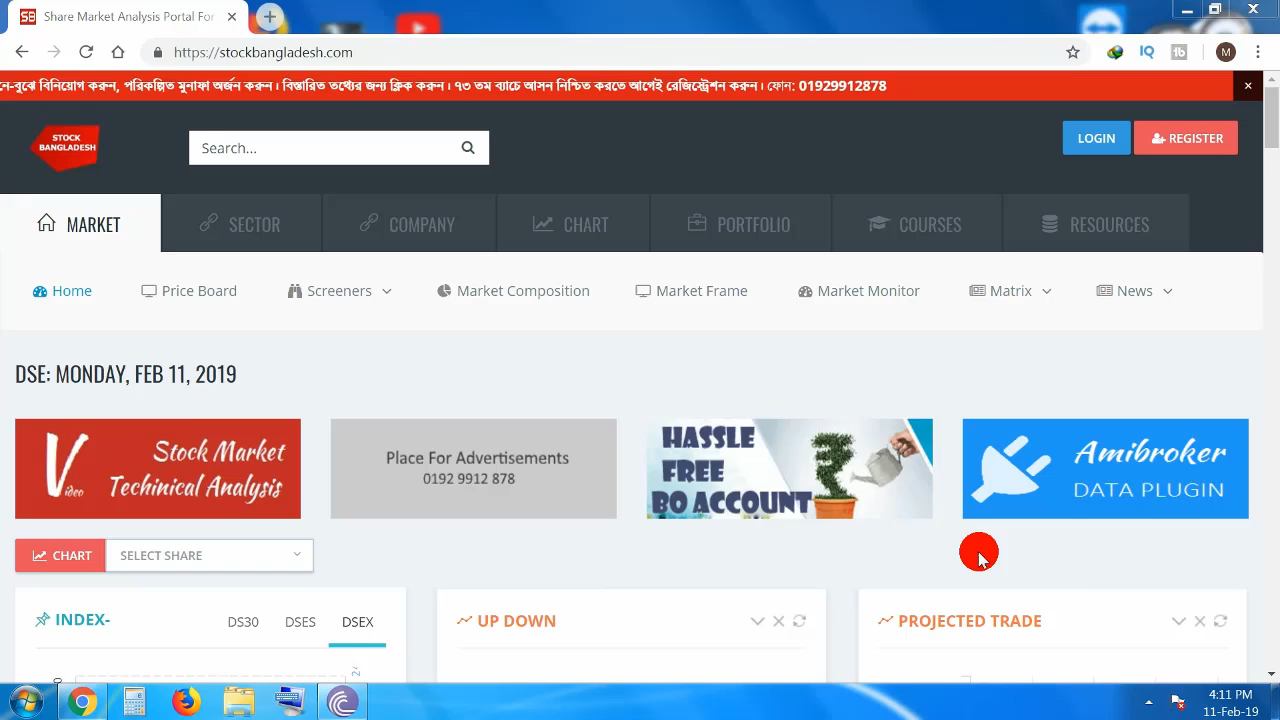 Share Market Analysis Portal For
https://stockbangladesh.com
M
নে-বুঝে বিনিয়োগ করুন, পরিকল্পিত মুনাফা অর্জন করুন । বিস্তারিত তথ্যের জন্য ক্লিক করুন । ৭৩ তম ব্যাচে আসন নিশ্চিত করতে আগেই রেজিস্ট্রেশন করুন । ফোন: 01929912878
STOCK
BANGLADESH
Search...
LOGIN
REGISTER
MARKET SECTOR COMPANY CHART PORTFOLIO COURSES RESOURCES
Home Price Board Screeners Market Composition Market Frame Market Monitor Matrix News
DSE: MONDAY, FEB 11, 2019
Video Stock Market
Techinical Analysis
Place For Advertisements
0192 9912 878
HASSLE
FREE
BO ACCOUNT
Amibroker
DATA PLUGIN
CHART SELECT SHARE
INDEX- DS30 DSES DSEX
UP DOWN
PROJECTED TRADE
4:11 PM
11-Feb-19